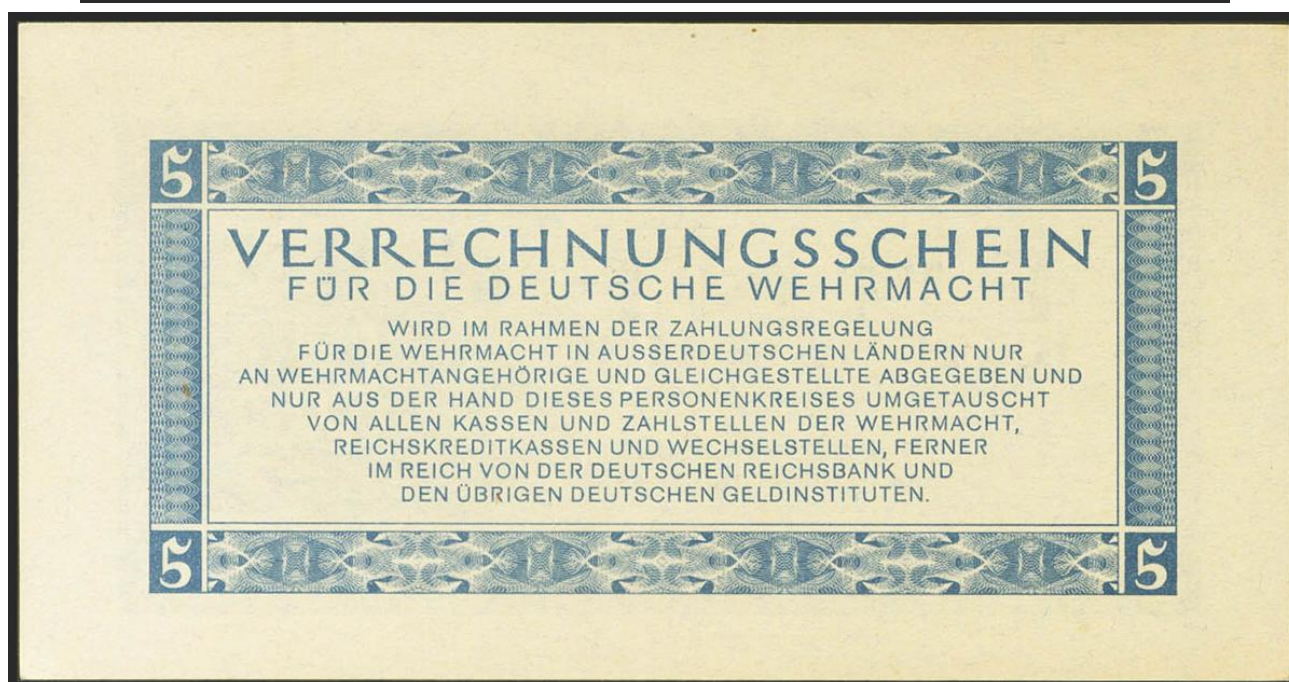 5 5
VERRECHNUNGSSCHEIN
FÜR DIE DEUTSCHE WEHRMACHT
WIRD IM RAHMEN DER ZAHLUNGSREGELUNG
FÜR DIE WEHRMACHT IN AUSSERDEUTSCHEN LÄNDERN NUR
AN WEHRMACHTANGEHÖRIGE UND GLEICHGESTELLTE ABGEGEBEN UND
NUR AUS DER HAND DIESES PERSONENKREISES UMGETAUSCHT
VON ALLEN KASSEN UND ZAHLSTELLEN DER WEHRMACHT,
REICHSKREDITKASSEN UND WECHSELSTELLEN, FERNER
IM REICH VON DER DEUTSCHEN REICHSBANK UND
DEN ÜBRIGEN DEUTSCHEN GELDINSTITUTEN.
5 5